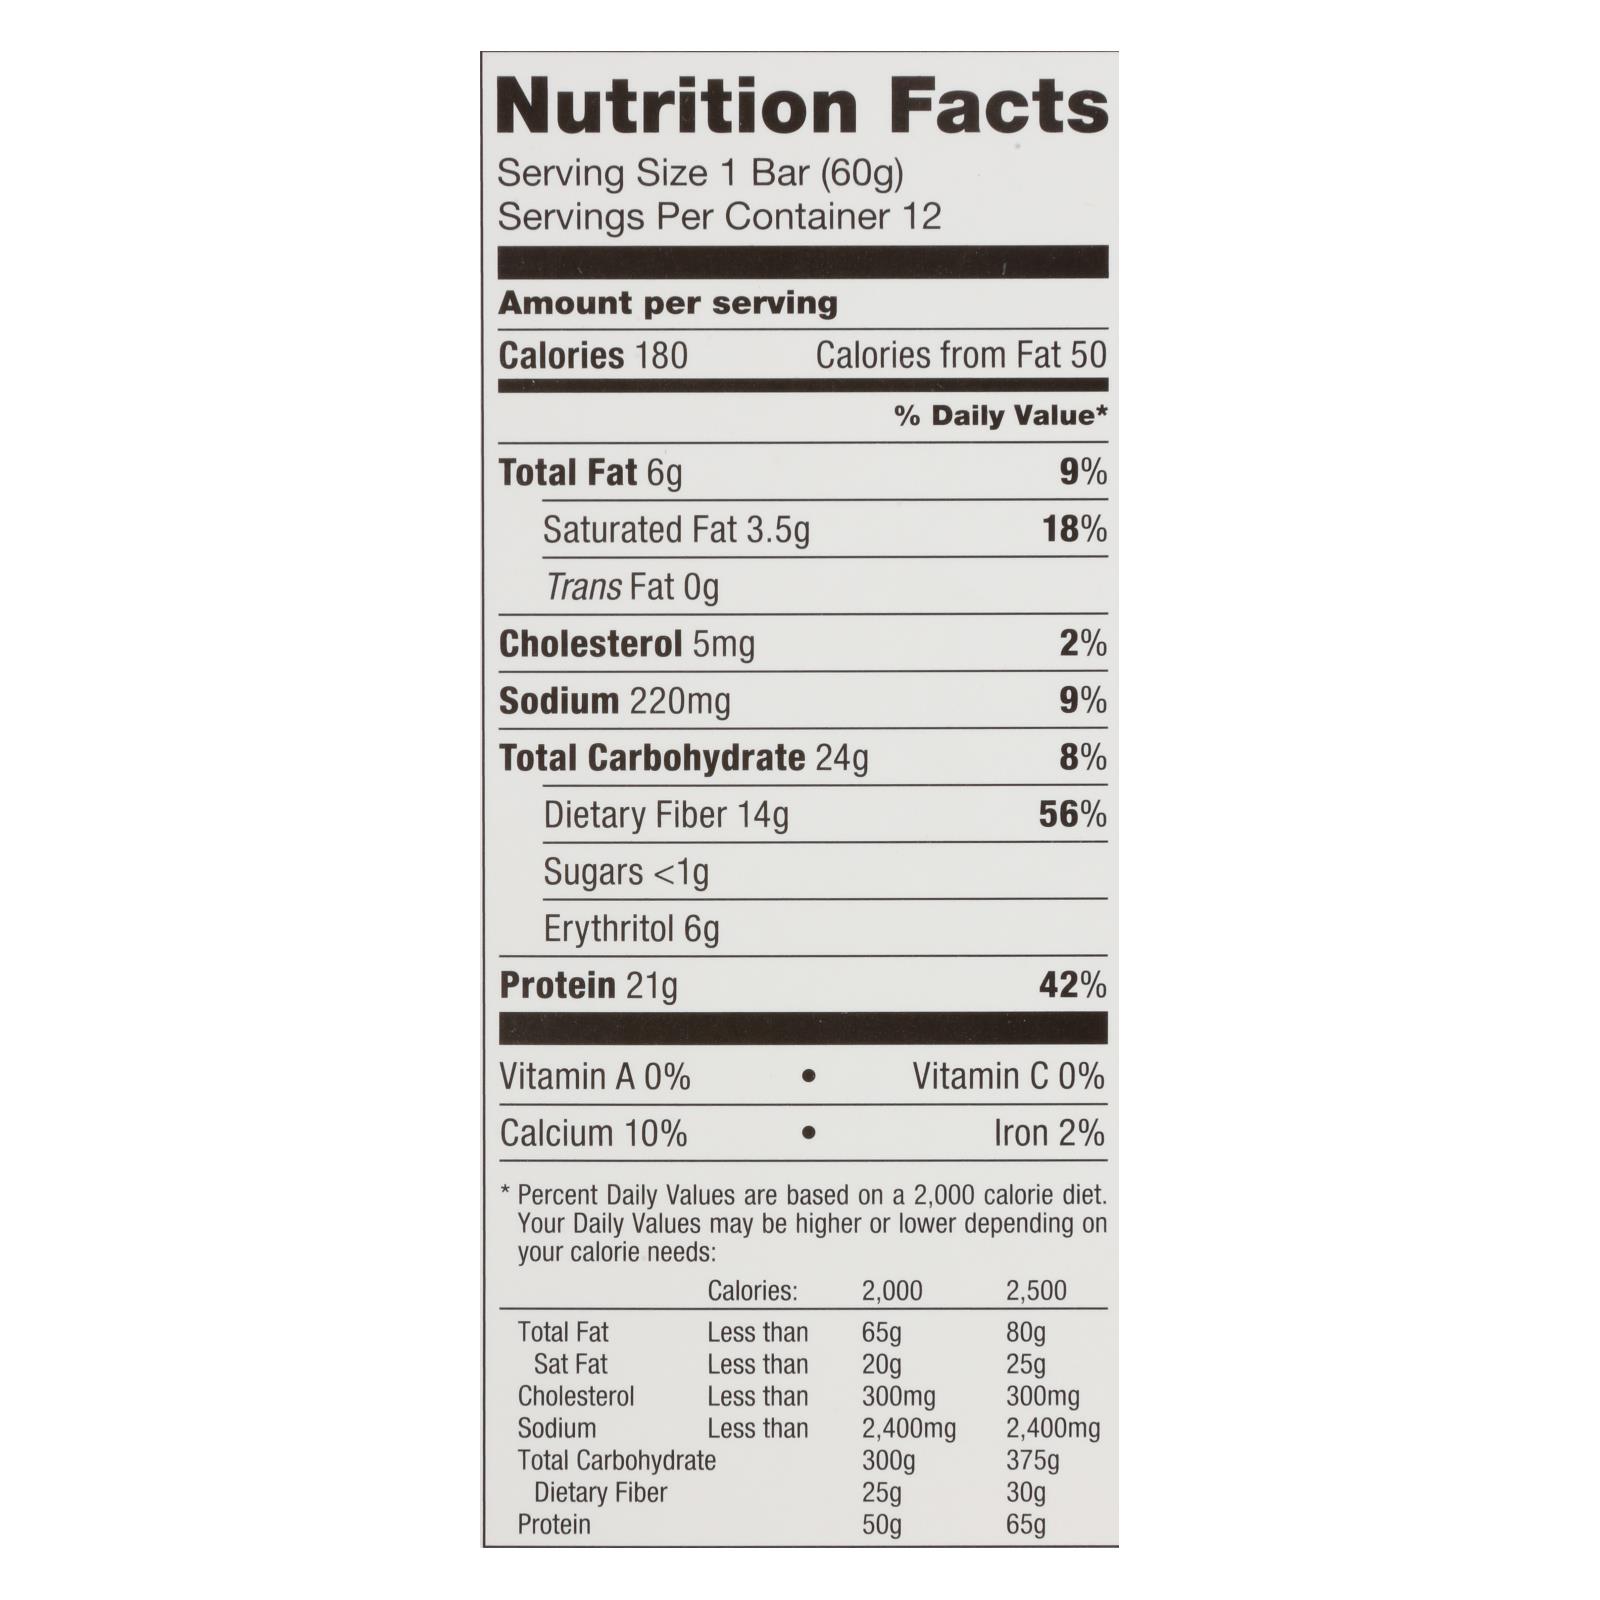 Nutrition Facts
Serving Size 1 Bar (60g)
Servings Per Container 12
Amount per serving
Calories 180 Calories from Fat 50
% Daily Value*
Total Fat 6g 9%
Saturated Fat 3.5g 18%
Trans Fat 0g
Cholesterol 5mg 2%
Sodium 220mg 9%
Total Carbohydrate 24g 8%
Dietary Fiber 14g 56%
Sugars <1g
Erythritol 6g
Protein 21g 42%
Vitamin A 0% • Vitamin C 0%
Calcium 10% • Iron 2%
* Percent Daily Values are based on a 2,000 calorie diet.
Your Daily Values may be higher or lower depending on
your calorie needs:
Calories: 2,000 2,500
Total Fat Less than 65g 80g
Sat Fat Less than 20g 25g
Cholesterol Less than 300mg 300mg
Sodium Less than 2,400mg 2,400mg
Total Carbohydrate 300g 375g
Dietary Fiber 25g 30g
Protein 50g 65g